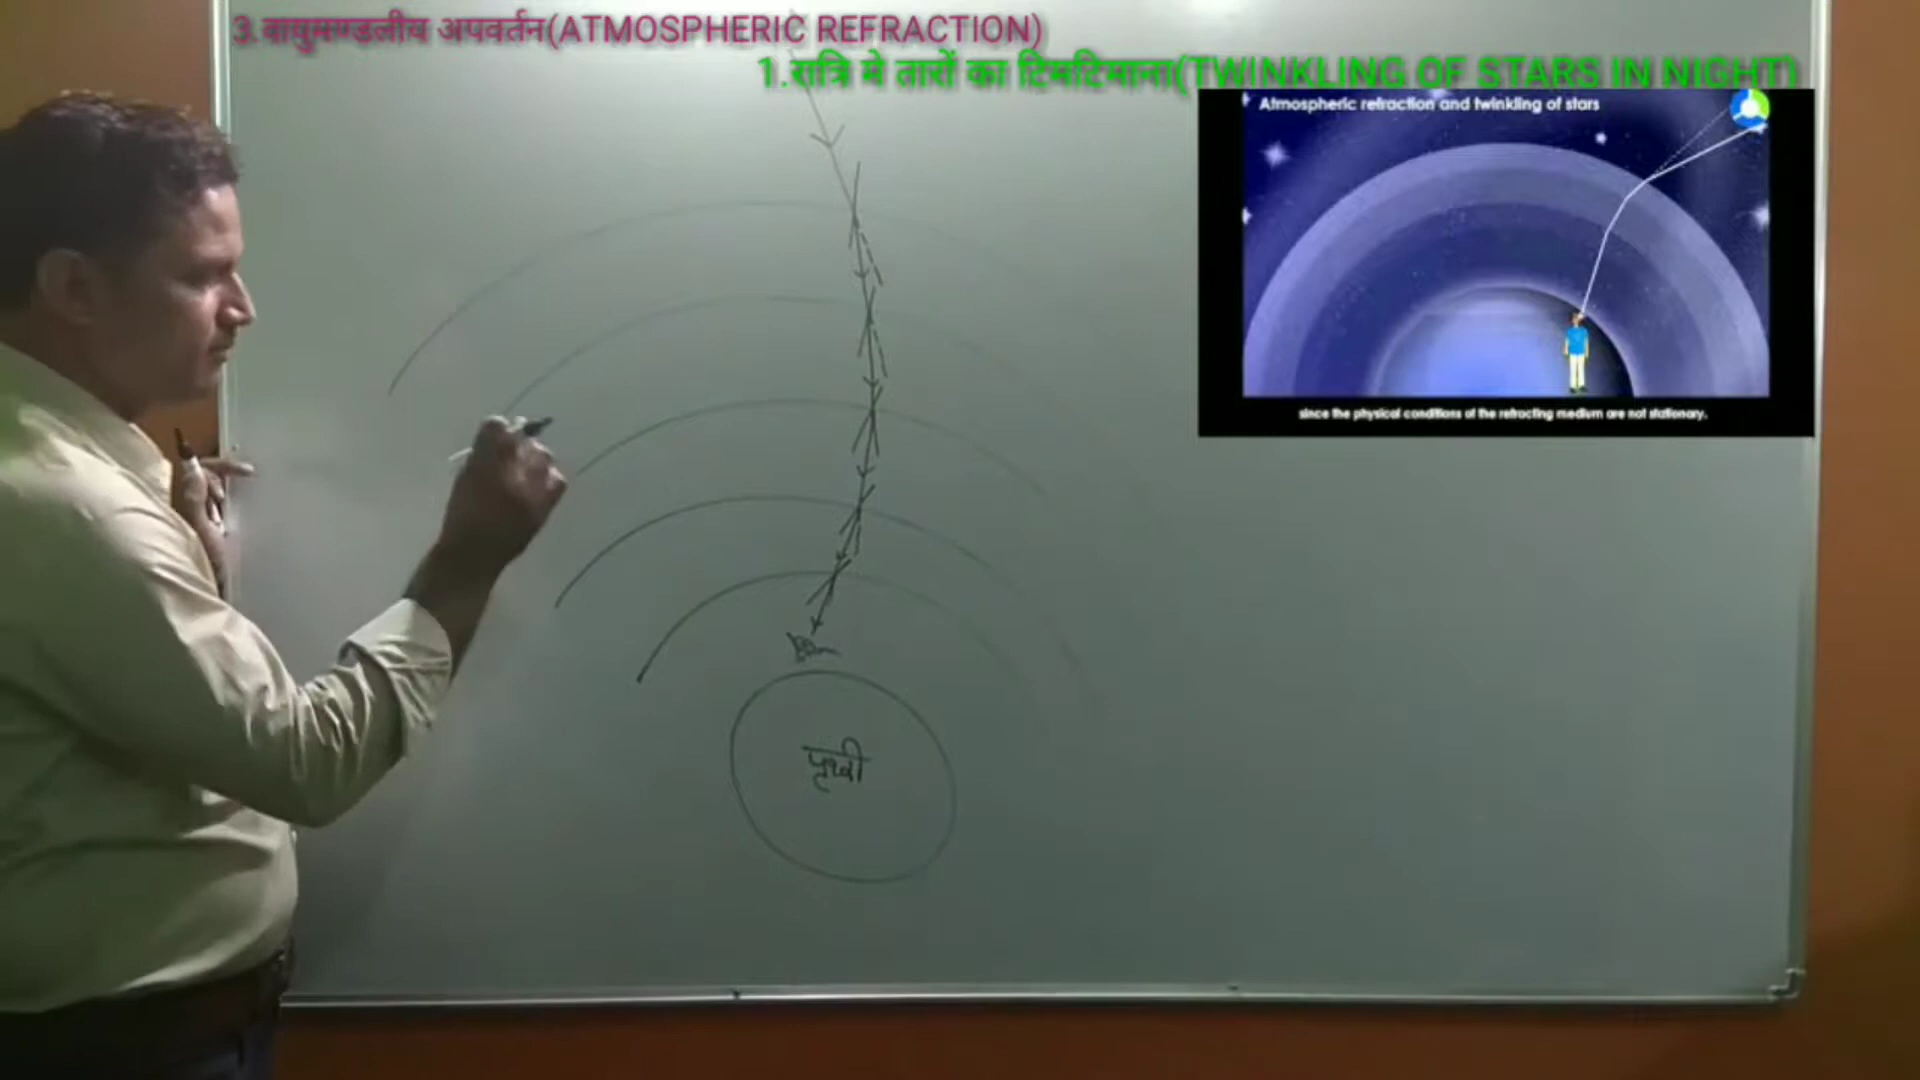 3.वायुमण्डलीय अपवर्तन(ATMOSPHERIC REFRACTION)
1.रात्रि मे तारों का टिमटिमाना(TWINKLING OF STARS IN NIGHT)
Atmospheric refraction and twinkling of stars
since the physical conditions of the refracting medium are not stationary.
पृथ्वी